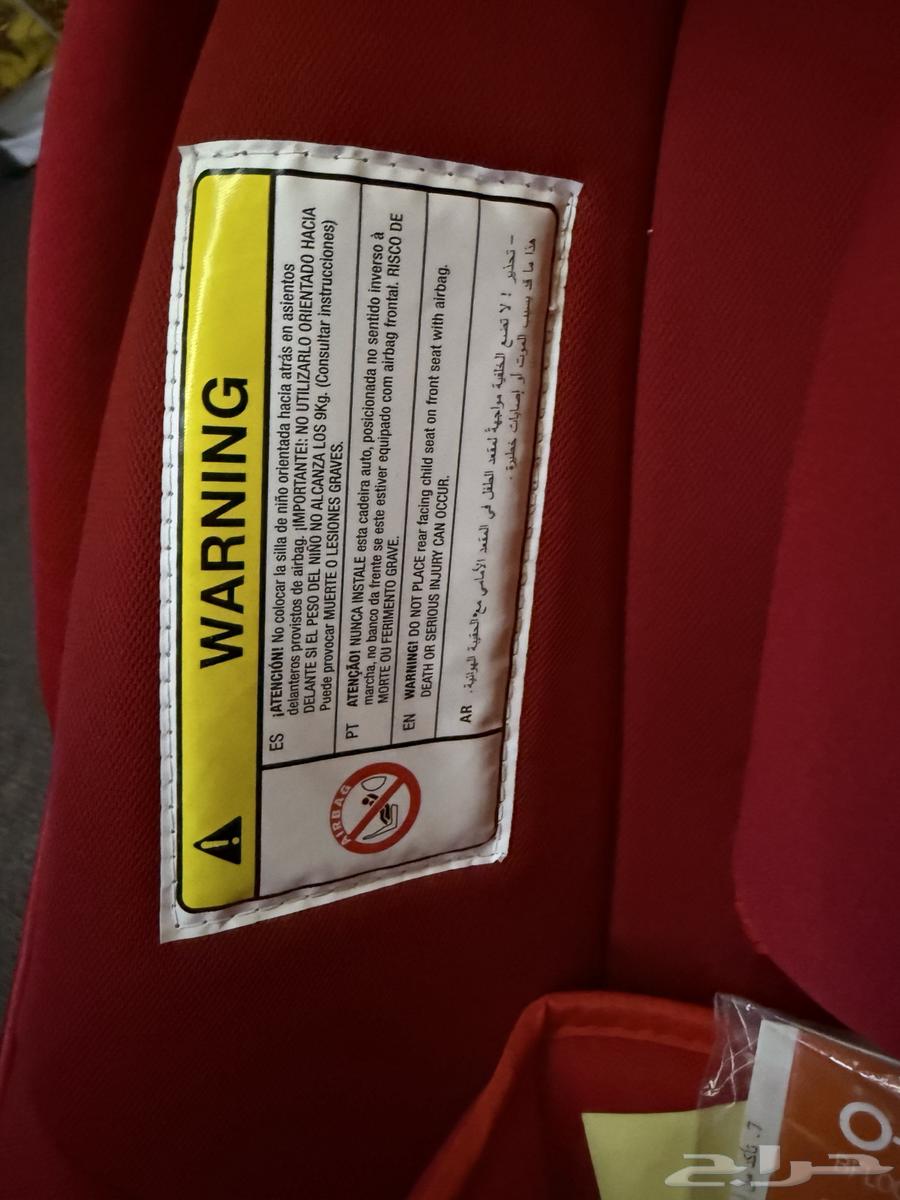 WARNING
ES ¡ATENCIÓN! No colocar la silla de niño orientada hacia atrás en asientos
delanteros provistos de airbag. ¡IMPORTANTE!: NO UTILIZARLO ORIENTADO HACIA
DELANTE SI EL PESO DEL NIÑO NO ALCANZA LOS 9Kg. (Consultar instrucciones)
Puede provocar MUERTE O LESIONES GRAVES.
PT ATENÇÃO! NUNCA INSTALE esta cadeira auto, posicionada no sentido inverso à
marcha, no banco da frente se este estiver equipado com airbag frontal. RISCO DE
MORTE OU FERIMENTO GRAVE.
EN WARNING! DO NOT PLACE rear facing child seat on front seat with airbag.
DEATH OR SERIOUS INJURY CAN OCCUR.
AR - تحذير ! لا تضع الخلفية مواجهة لمقعد الطفل في المقعد الأمامي مع الحقيبة الهوائية .
هذا ما قد يسبب الموت أو إصابات خطيرة .
AIRBAG
حراج